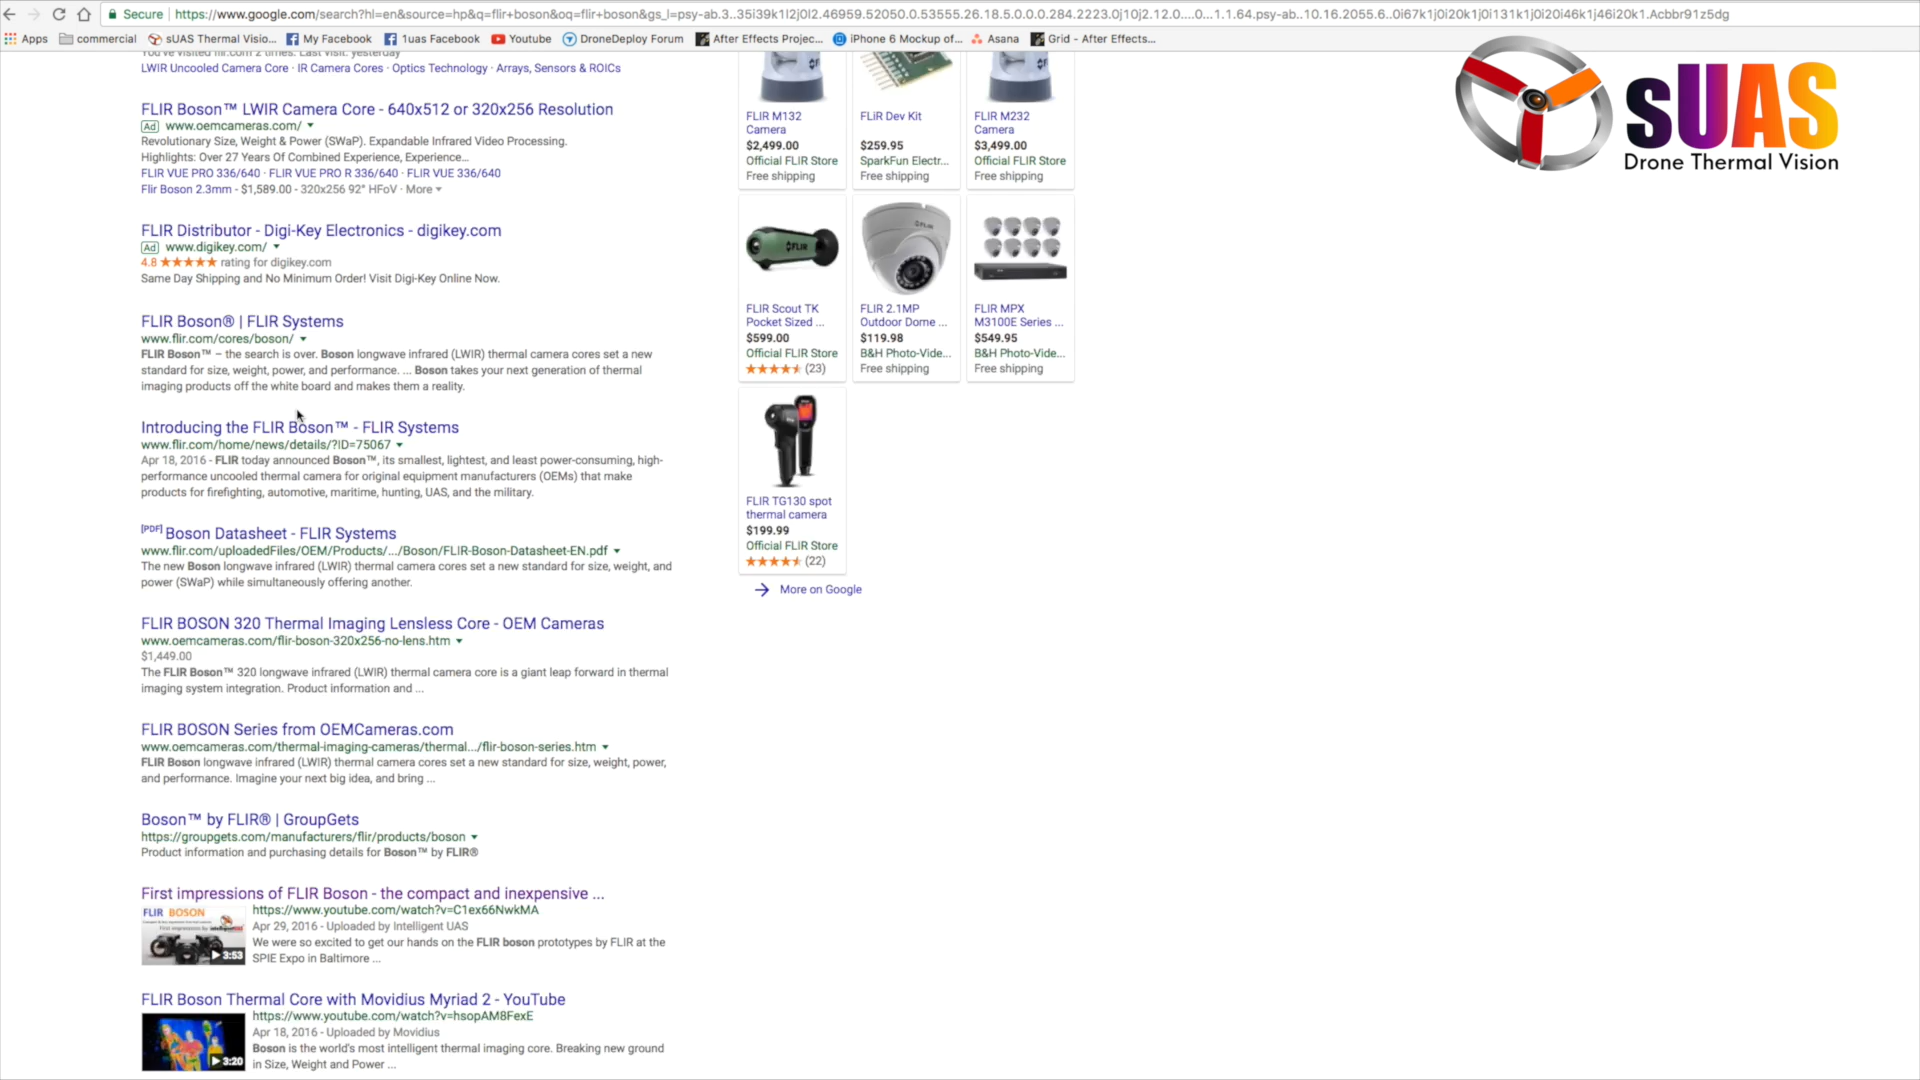 Secure
https://www.google.com/search?hl=en&source=hp&q=flir+boson&oq=flir+boson&gs_l=psy-ab.3..35i39k1l2j0l2.46959.52050.0.53555.26.18.5.0.0.0.284.2223.0j10j2.12.0....0...1.1.64.psy-ab..10.16.2055.6..0i67k1j0i20k1j0i131k1j0i20i46k1j46i20k1.Acbbr91z5dg
Apps commercial sUAS Thermal Visio... My Facebook 1uas Facebook Youtube DroneDeploy Forum After Effects Projec... iPhone 6 Mockup of... Asana Grid - After Effects...
You've visited flir.com 2 times. Last visit: yesterday
LWIR Uncooled Camera Core · IR Camera Cores · Optics Technology · Arrays, Sensors & ROICs
FLIR Boson™ LWIR Camera Core - 640x512 or 320x256 Resolution
Ad www.oemcameras.com/
Revolutionary Size, Weight & Power (SWaP). Expandable Infrared Video Processing.
Highlights: Over 27 Years Of Combined Experience, Experience...
FLIR VUE PRO 336/640 · FLIR VUE PRO R 336/640 · FLIR VUE 336/640
Flir Boson 2.3mm - $1,589.00 - 320x256 92° HFoV · More
FLIR Distributor - Digi-Key Electronics - digikey.com
Ad www.digikey.com/
4.8 ★★★★★ rating for digikey.com
Same Day Shipping and No Minimum Order! Visit Digi-Key Online Now.
FLIR Boson® | FLIR Systems
www.flir.com/cores/boson/
FLIR Boson™ – the search is over. Boson longwave infrared (LWIR) thermal camera cores set a new
standard for size, weight, power, and performance. ... Boson takes your next generation of thermal
imaging products off the white board and makes them a reality.
Introducing the FLIR Boson™ - FLIR Systems
www.flir.com/home/news/details/?ID=75067
Apr 18, 2016 - FLIR today announced Boson™, its smallest, lightest, and least power-consuming, high-
performance uncooled thermal camera for original equipment manufacturers (OEMs) that make
products for firefighting, automotive, maritime, hunting, UAS, and the military.
[PDF] Boson Datasheet - FLIR Systems
www.flir.com/uploadedFiles/OEM/Products/.../Boson/FLIR-Boson-Datasheet-EN.pdf
The new Boson longwave infrared (LWIR) thermal camera cores set a new standard for size, weight, and
power (SWaP) while simultaneously offering another.
FLIR BOSON 320 Thermal Imaging Lensless Core - OEM Cameras
www.oemcameras.com/flir-boson-320x256-no-lens.htm
$1,449.00
The FLIR Boson™ 320 longwave infrared (LWIR) thermal camera core is a giant leap forward in thermal
imaging system integration. Product information and ...
FLIR BOSON Series from OEMCameras.com
www.oemcameras.com/thermal-imaging-cameras/thermal.../flir-boson-series.htm
FLIR Boson longwave infrared (LWIR) thermal camera cores set a new standard for size, weight, power,
and performance. Imagine your next big idea, and bring ...
Boson™ by FLIR® | GroupGets
https://groupgets.com/manufacturers/flir/products/boson
Product information and purchasing details for Boson™ by FLIR®
First impressions of FLIR Boson - the compact and inexpensive ...
FLIR BOSON
3:53
https://www.youtube.com/watch?v=C1ex66NwkMA
Apr 29, 2016 - Uploaded by Intelligent UAS
We were so excited to get our hands on the FLIR boson prototypes by FLIR at the
SPIE Expo in Baltimore ...
FLIR Boson Thermal Core with Movidius Myriad 2 - YouTube
3:20
https://www.youtube.com/watch?v=hsopAM8FexE
Apr 18, 2016 - Uploaded by Movidius
Boson is the world's most intelligent thermal imaging core. Breaking new ground
in Size, Weight and Power ...
FLIR M132
Camera
$2,499.00
Official FLIR Store
Free shipping
FLiR Dev Kit
$259.95
SparkFun Electr...
Free shipping
FLIR M232
Camera
$3,499.00
Official FLIR Store
Free shipping
FLIR
FLIR Scout TK
Pocket Sized ...
$599.00
Official FLIR Store
(23)
FLIR 2.1MP
Outdoor Dome ...
$119.98
B&H Photo-Vide...
Free shipping
FLIR MPX
M3100E Series ...
$549.95
B&H Photo-Vide...
Free shipping
FLIR TG130 spot
thermal camera
$199.99
Official FLIR Store
(22)
More on Google
sUAS
Drone Thermal Vision